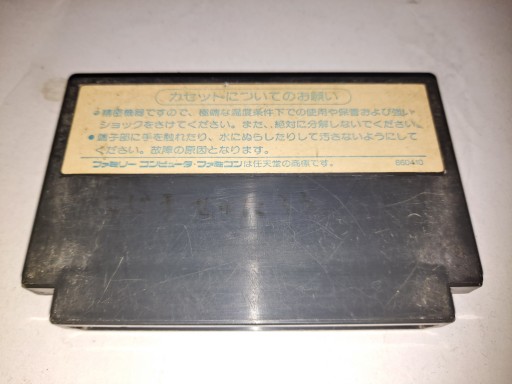 カセットについてのお願い
●精密機器ですので、極端な温度条件下での使用や保管および強い
ショックをさけてください。また、絶対に分解しないでください。
●端子部に手を触れたり、水にぬらしたりして汚さないようにして
ください。故障の原因となります。
ファミリー コンピュータ・ファミコンは任天堂の商標です。